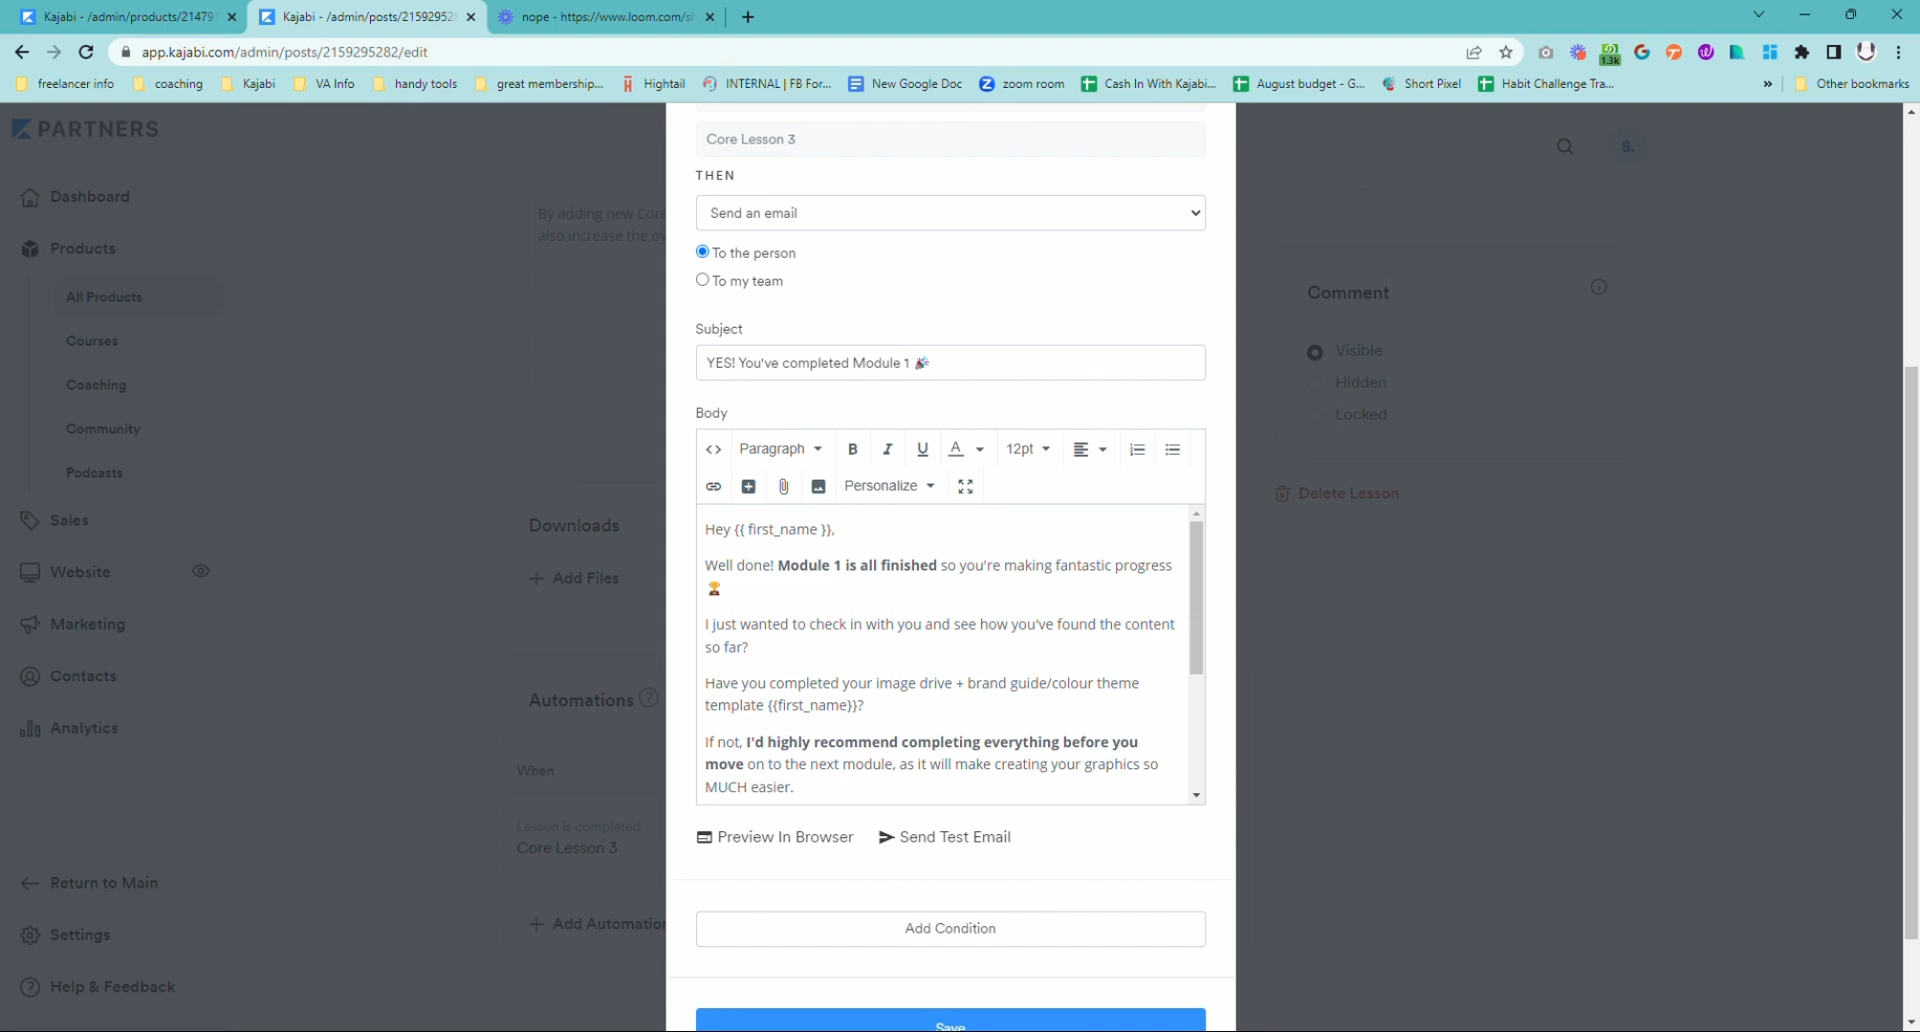 Kajabi - /admin/products/21479
Kajabi - /admin/posts/215929528
nope - https://www.loom.com/sh
app.kajabi.com/admin/posts/2159295282/edit
1.3k
freelancer info
coaching
Kajabi
VA Info
handy tools
great membership...
Hightail
INTERNAL | FB For...
New Google Doc
zoom room
Cash In With Kajabi...
August budget - G...
Short Pixel
Habit Challenge Tra...
»
Other bookmarks
PARTNERS
S.
Dashboard
Products
All Products
Courses
Coaching
Community
Podcasts
Sales
Website
Marketing
Contacts
Analytics
Return to Main
Settings
Help & Feedback
By adding new Core
also increase the ov
Downloads
+ Add Files
Automations
When
Lesson is completed
Core Lesson 3
+ Add Automation
Core Lesson 3
THEN
Send an email
To the person
To my team
Subject
YES! You've completed Module 1 🎉
Body
<> Paragraph B I U A 12pt
Personalize
Hey {{ first_name }},
Well done! Module 1 is all finished so you're making fantastic progress
🏆
I just wanted to check in with you and see how you've found the content
so far?
Have you completed your image drive + brand guide/colour theme
template {{first_name}}?
If not, I'd highly recommend completing everything before you
move on to the next module, as it will make creating your graphics so
MUCH easier.
Preview In Browser
Send Test Email
Add Condition
Save
Comment
Visible
Hidden
Locked
Delete Lesson